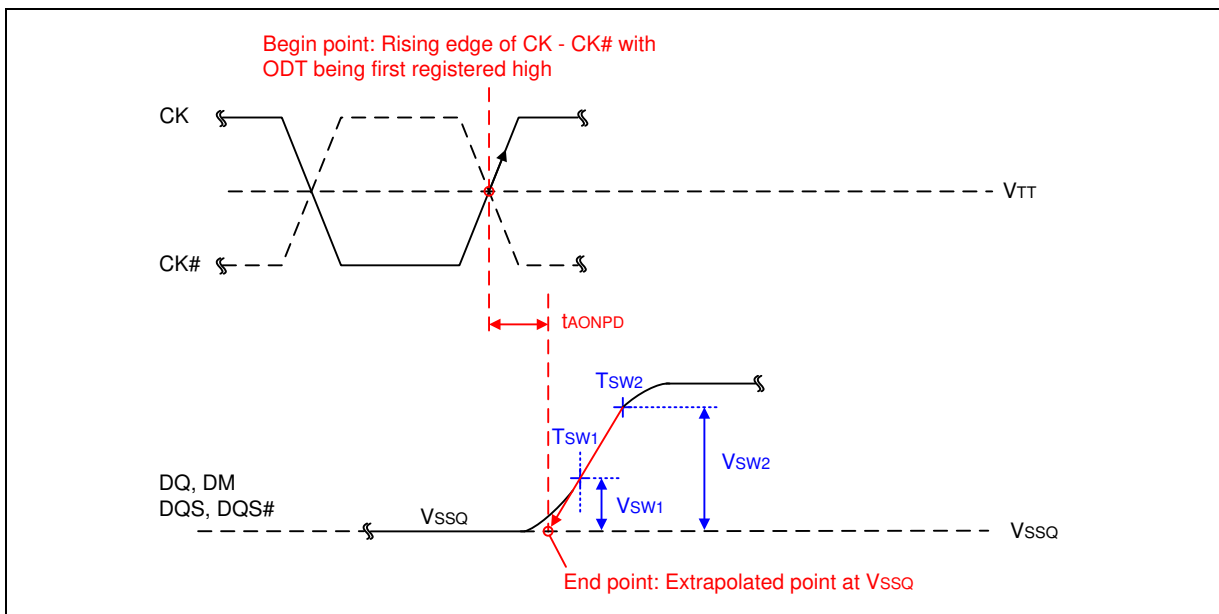 Begin point: Rising edge of CK - CK# with
ODT being first registered high
CK
VTT
CK#
tAONPD
TSW2
TSW1
VSW2
DQ, DM
DQS, DQS#
VSW1
VSSQ
VSSQ
End point: Extrapolated point at VSSQ